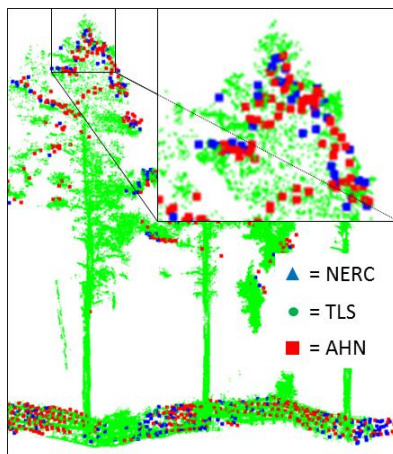 = NERC
= TLS
= AHN